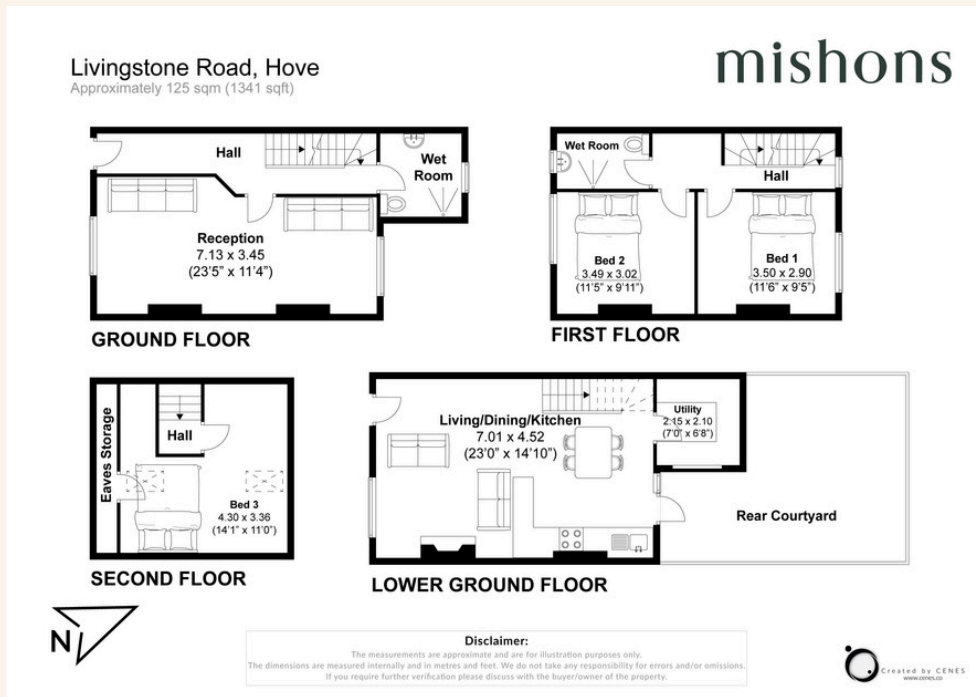 Livingstone Road, Hove
Approximately 125 sqm (1341 sqft)
mishons
Hall
Wet
Room
Reception
7.13 x 3.45
(23'5" x 11'4")
GROUND FLOOR
Wet Room
Hall
Bed 2
3.49 x 3.02
(11'5" x 9'11")
Bed 1
3.50 x 2.90
(11'6" x 9'5")
FIRST FLOOR
Eaves Storage
Hall
Bed 3
4.30 x 3.36
(14'1" x 11'0")
SECOND FLOOR
Living/Dining/Kitchen
7.01 x 4.52
(23'0" x 14'10")
Utility
2.15 x 2.10
(7'0" x 6'8")
Rear Courtyard
LOWER GROUND FLOOR
N
Disclaimer:
The measurements are approximate and are for illustration purposes only.
The dimensions are measured internally and in metres and feet. We do not take any responsibility for errors and/or omissions.
If you require further verification please discuss with the buyer/owner of the property.
Created by CENES
www.cenes.co